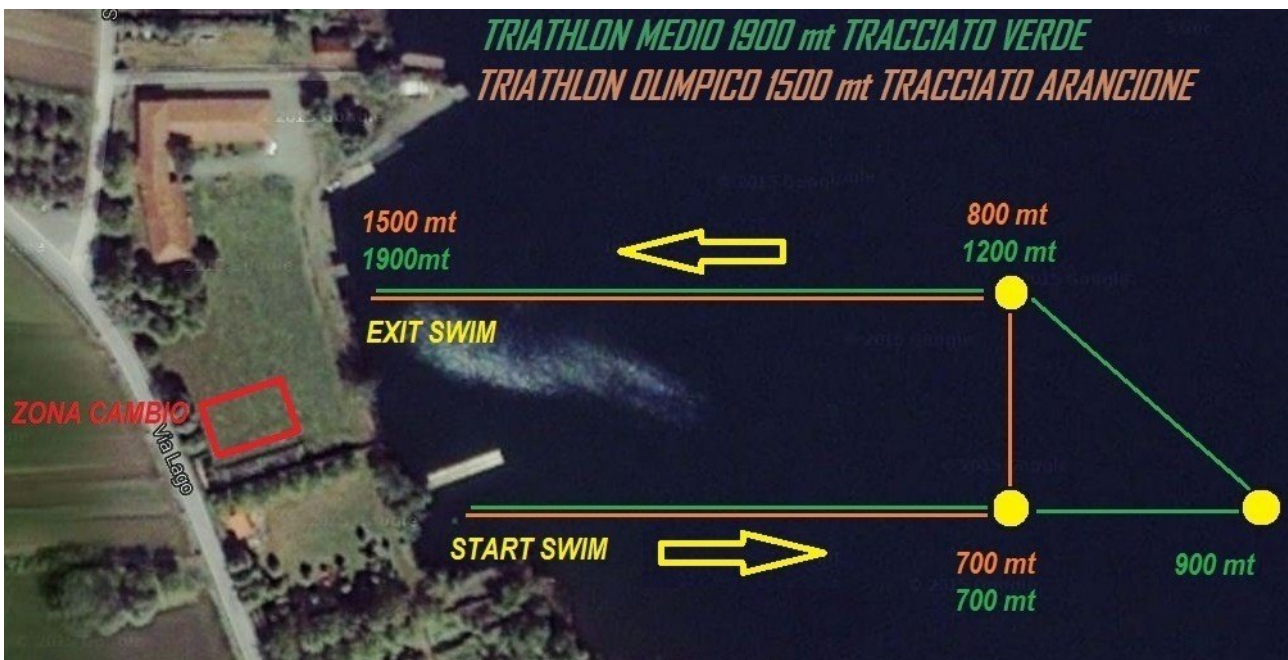 TRIATHLON MEDIO 1900 mt TRACCIATO VERDE
TRIATHLON OLIMPICO 1500 mt TRACCIATO ARANCIONE
1500 mt
1900mt
800 mt
1200 mt
EXIT SWIM
ZONA CAMBIO
Via Lago
START SWIM
700 mt
700 mt
900 mt